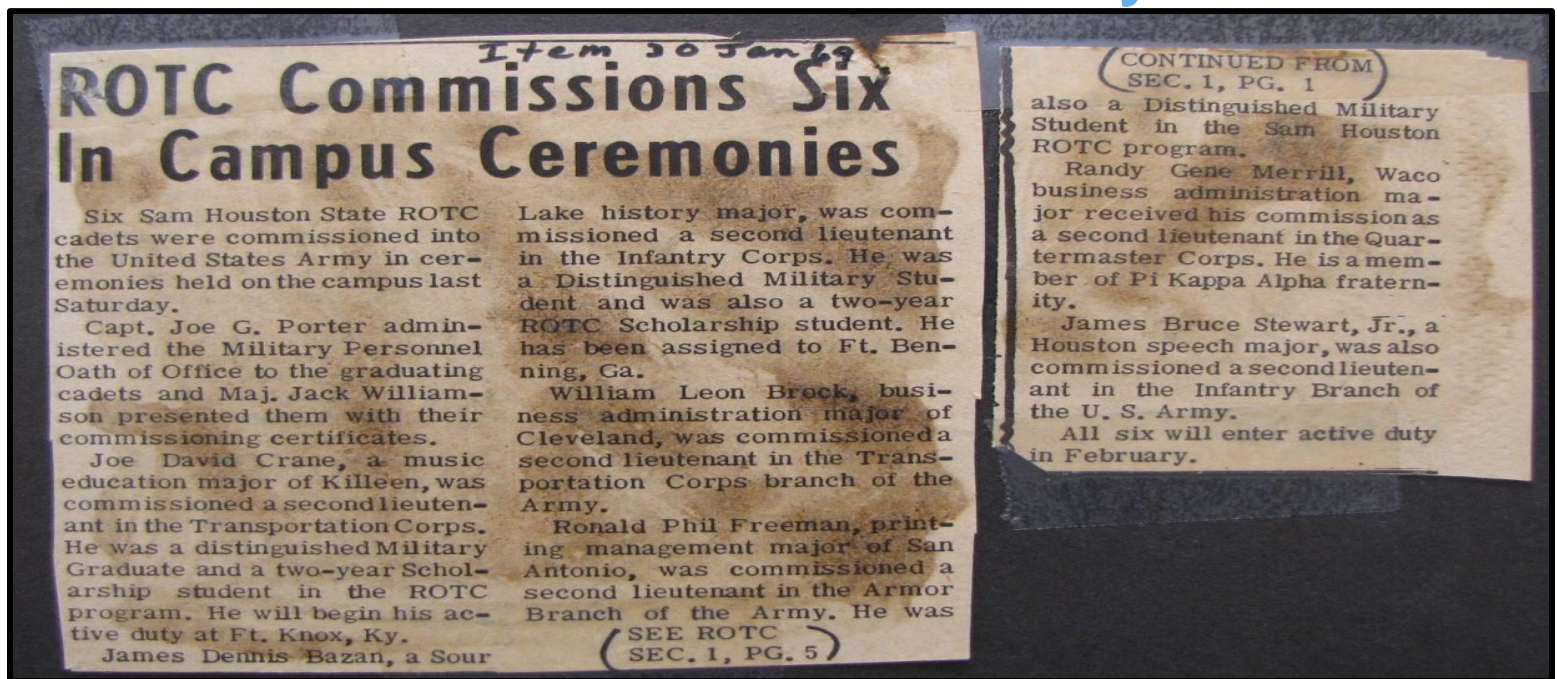 Item 30 Jan 69
ROTC Commissions Six
In Campus Ceremonies
Six Sam Houston State ROTC
cadets were commissioned into
the United States Army in cer-
emonies held on the campus last
Saturday.
Capt. Joe G. Porter admin-
istered the Military Personnel
Oath of Office to the graduating
cadets and Maj. Jack William-
son presented them with their
commissioning certificates.
Joe David Crane, a music
education major of Killeen, was
commissioned a second lieuten-
ant in the Transportation Corps.
He was a distinguished Military
Graduate and a two-year Schol-
arship student in the ROTC
program. He will begin his ac-
tive duty at Ft. Knox, Ky.
James Dennis Bazan, a Sour
Lake history major, was com-
missioned a second lieutenant
in the Infantry Corps. He was
a Distinguished Military Stu-
dent and was also a two-year
ROTC Scholarship student. He
has been assigned to Ft. Ben-
ning, Ga.
William Leon Brock, busi-
ness administration major of
Cleveland, was commissioned a
second lieutenant in the Trans-
portation Corps branch of the
Army.
Ronald Phil Freeman, print-
ing management major of San
Antonio, was commissioned a
second lieutenant in the Armor
Branch of the Army. He was
(SEE ROTC
SEC. 1, PG. 5)
(CONTINUED FROM
SEC. 1, PG. 1)
also a Distinguished Military
Student in the Sam Houston
ROTC program.
Randy Gene Merrill, Waco
business administration ma-
jor received his commission as
a second lieutenant in the Quar-
termaster Corps. He is a mem-
ber of Pi Kappa Alpha fratern-
ity.
James Bruce Stewart, Jr., a
Houston speech major, was also
commissioned a second lieuten-
ant in the Infantry Branch of
the U. S. Army.
All six will enter active duty
in February.